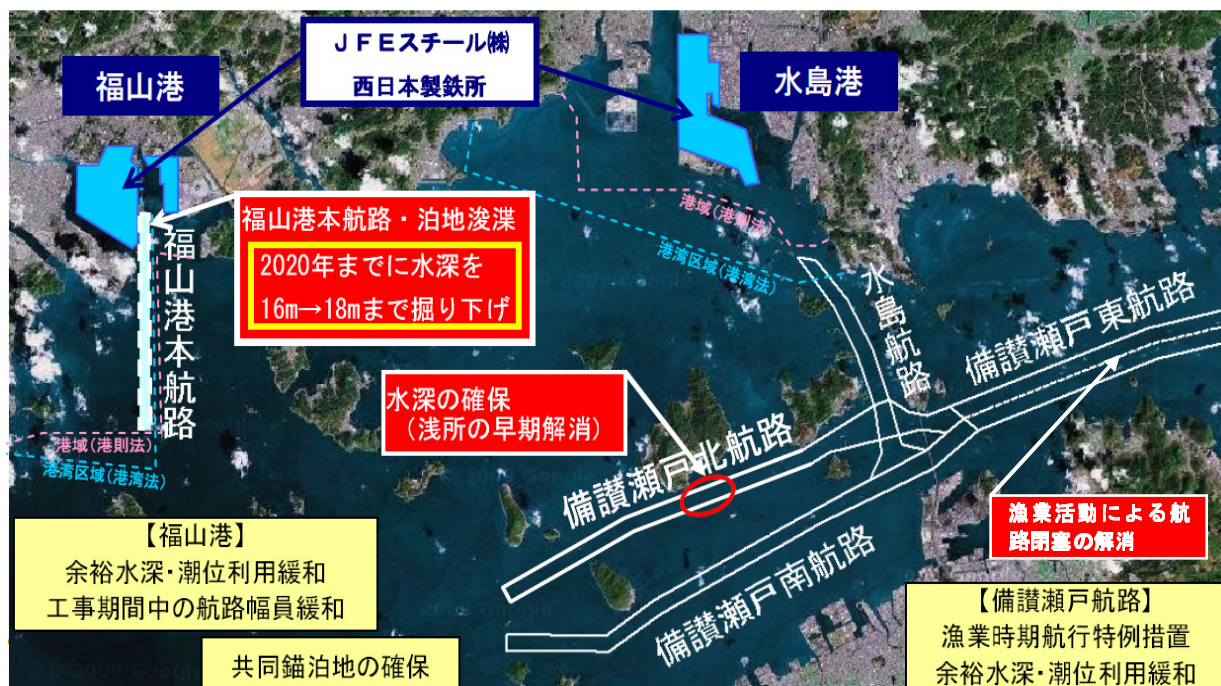 ＪＦＥスチール㈱
西日本製鉄所
福山港
水島港
福山港本航路・泊地浚渫
2020年までに水深を
16m→18mまで掘り下げ
福山港本航路
港域(港則法)
港湾区域(港湾法)
水島航路
備讃瀬戸東航路
水深の確保
(浅所の早期解消)
備讃瀬戸北航路
港域(港則法)
港湾区域(港湾法)
漁業活動による航
路閉塞の解消
備讃瀬戸南航路
【福山港】
余裕水深・潮位利用緩和
工事期間中の航路幅員緩和
共同錨泊地の確保
【備讃瀬戸航路】
漁業時期航行特例措置
余裕水深・潮位利用緩和